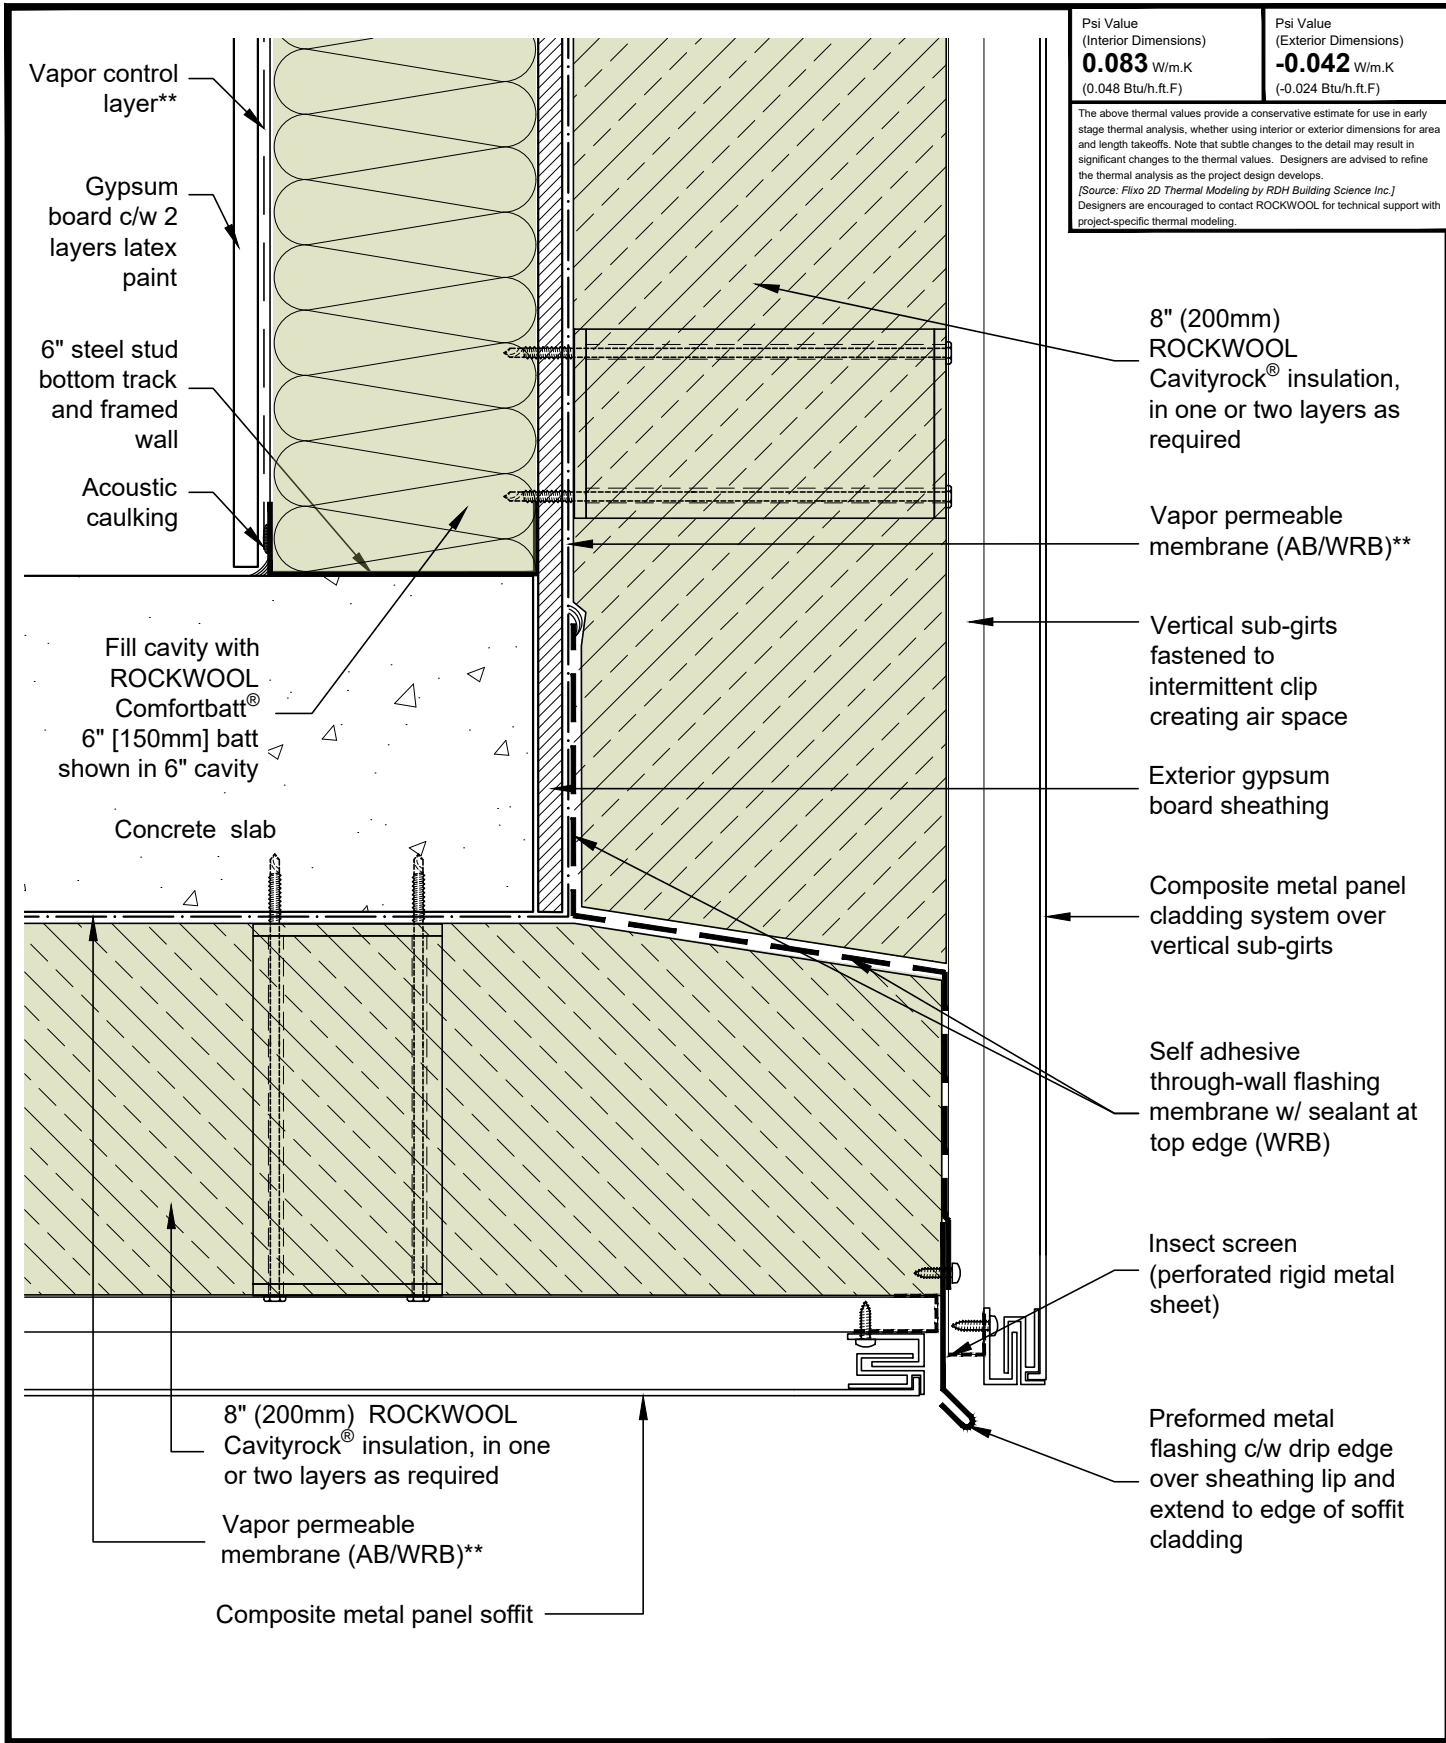 Psi Value
(Interior Dimensions)
0.083 W/m.K
(0.048 Btu/h.ft.F)
Psi Value
(Exterior Dimensions)
-0.042 W/m.K
(-0.024 Btu/h.ft.F)
The above thermal values provide a conservative estimate for use in early
stage thermal analysis, whether using interior or exterior dimensions for area
and length takeoffs. Note that subtle changes to the detail may result in
significant changes to the thermal values. Designers are advised to refine
the thermal analysis as the project design develops.
[Source: Flixo 2D Thermal Modeling by RDH Building Science Inc.]
Designers are encouraged to contact ROCKWOOL for technical support with
project-specific thermal modeling.
Vapor control
layer**
Gypsum
board c/w 2
layers latex
paint
6" steel stud
bottom track
and framed
wall
Acoustic
caulking
Fill cavity with
ROCKWOOL
Comfortbatt®
6" [150mm] batt
shown in 6" cavity
Concrete slab
8" (200mm)
ROCKWOOL
Cavityrock® insulation,
in one or two layers as
required
Vapor permeable
membrane (AB/WRB)**
Vertical sub-girts
fastened to
intermittent clip
creating air space
Exterior gypsum
board sheathing
Composite metal panel
cladding system over
vertical sub-girts
Self adhesive
through-wall flashing
membrane w/ sealant at
top edge (WRB)
Insect screen
(perforated rigid metal
sheet)
Preformed metal
flashing c/w drip edge
over sheathing lip and
extend to edge of soffit
cladding
8" (200mm) ROCKWOOL
Cavityrock® insulation, in one
or two layers as required
Vapor permeable
membrane (AB/WRB)**
Composite metal panel soffit